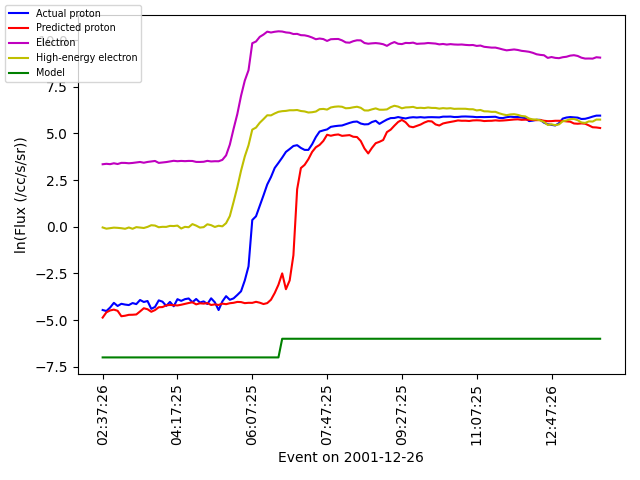 Actual proton
Predicted proton
Electron
High-energy electron
Model
10.0
7.5
5.0
2.5
0.0
−2.5
−5.0
−7.5
ln(Flux (/cc/s/sr))
02:37:26
04:17:25
06:07:25
07:47:25
09:27:25
11:07:25
12:47:26
Event on 2001-12-26